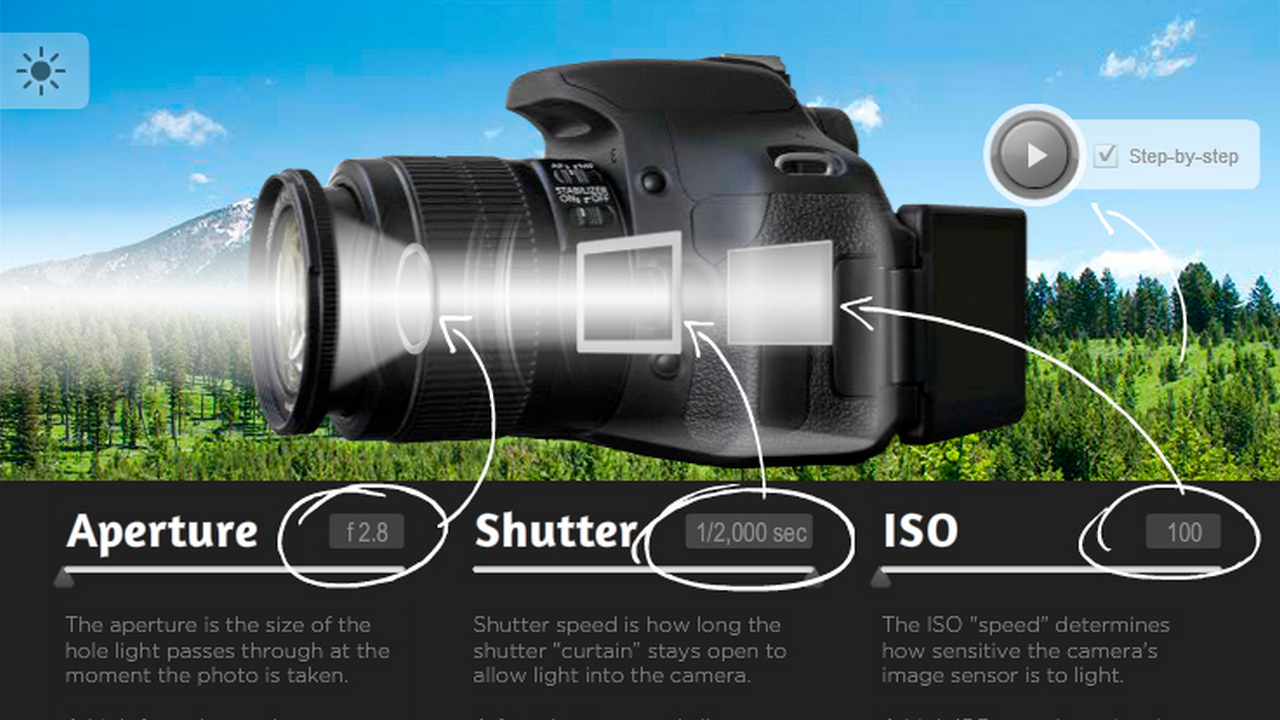 Step-by-step
STABILIZER
ON OFF
Aperture
f 2.8
Shutter
1/2,000 sec
ISO
100
The aperture is the size of the
hole light passes through at the
moment the photo is taken.
Shutter speed is how long the
shutter "curtain" stays open to
allow light into the camera.
The ISO "speed" determines
how sensitive the camera's
image sensor is to light.